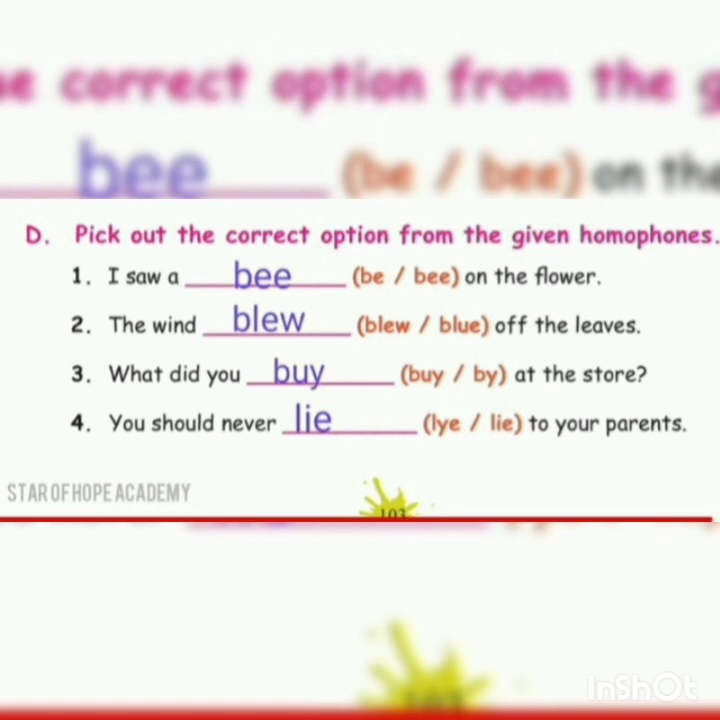 e correct option from the g
bee (be / bee) on the
D. Pick out the correct option from the given homophones.
1. I saw a bee (be / bee) on the flower.
2. The wind blew (blew / blue) off the leaves.
3. What did you buy (buy / by) at the store?
4. You should never lie (lye / lie) to your parents.
STAR OF HOPE ACADEMY
103
103
InShOt